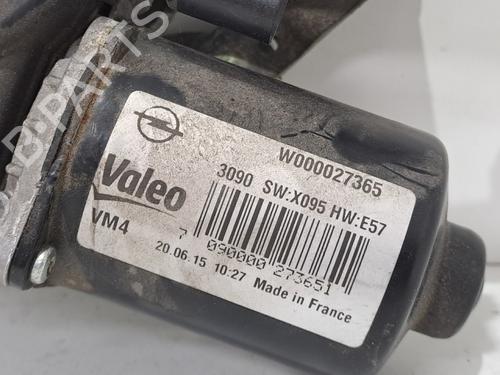 W000027365
Valeo
3090 SW:X095 HW:E57
VM4
7 090000 273651
20.06.15 10:27 Made in France
B-PARTS